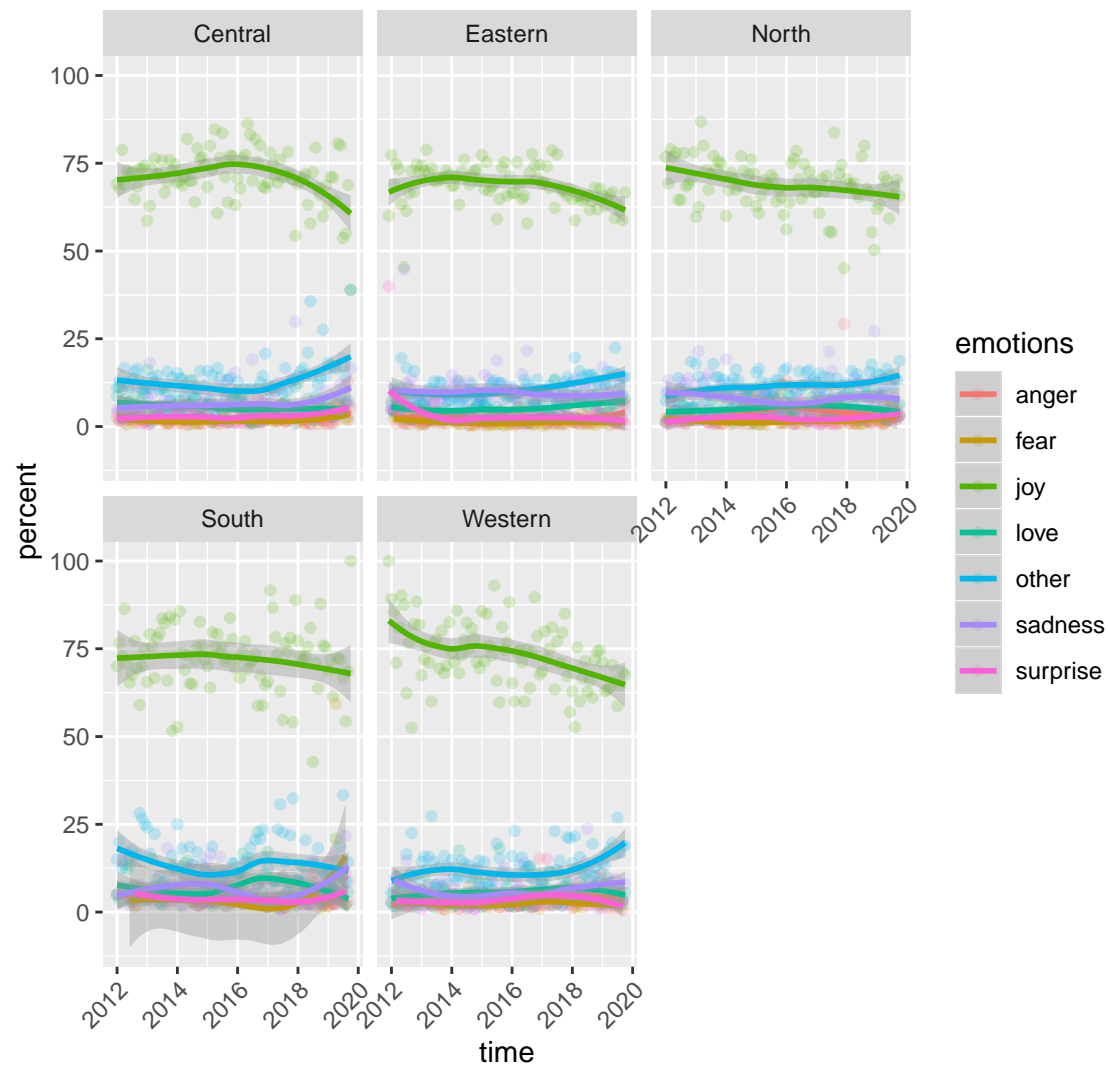 Central Eastern North
100
75
50
25
0
2012 2014 2016 2018 2020
South Western
100
75
50
25
0
2012 2014 2016 2018 2020 2012 2014 2016 2018 2020
percent
time
emotions
anger
fear
joy
love
other
sadness
surprise